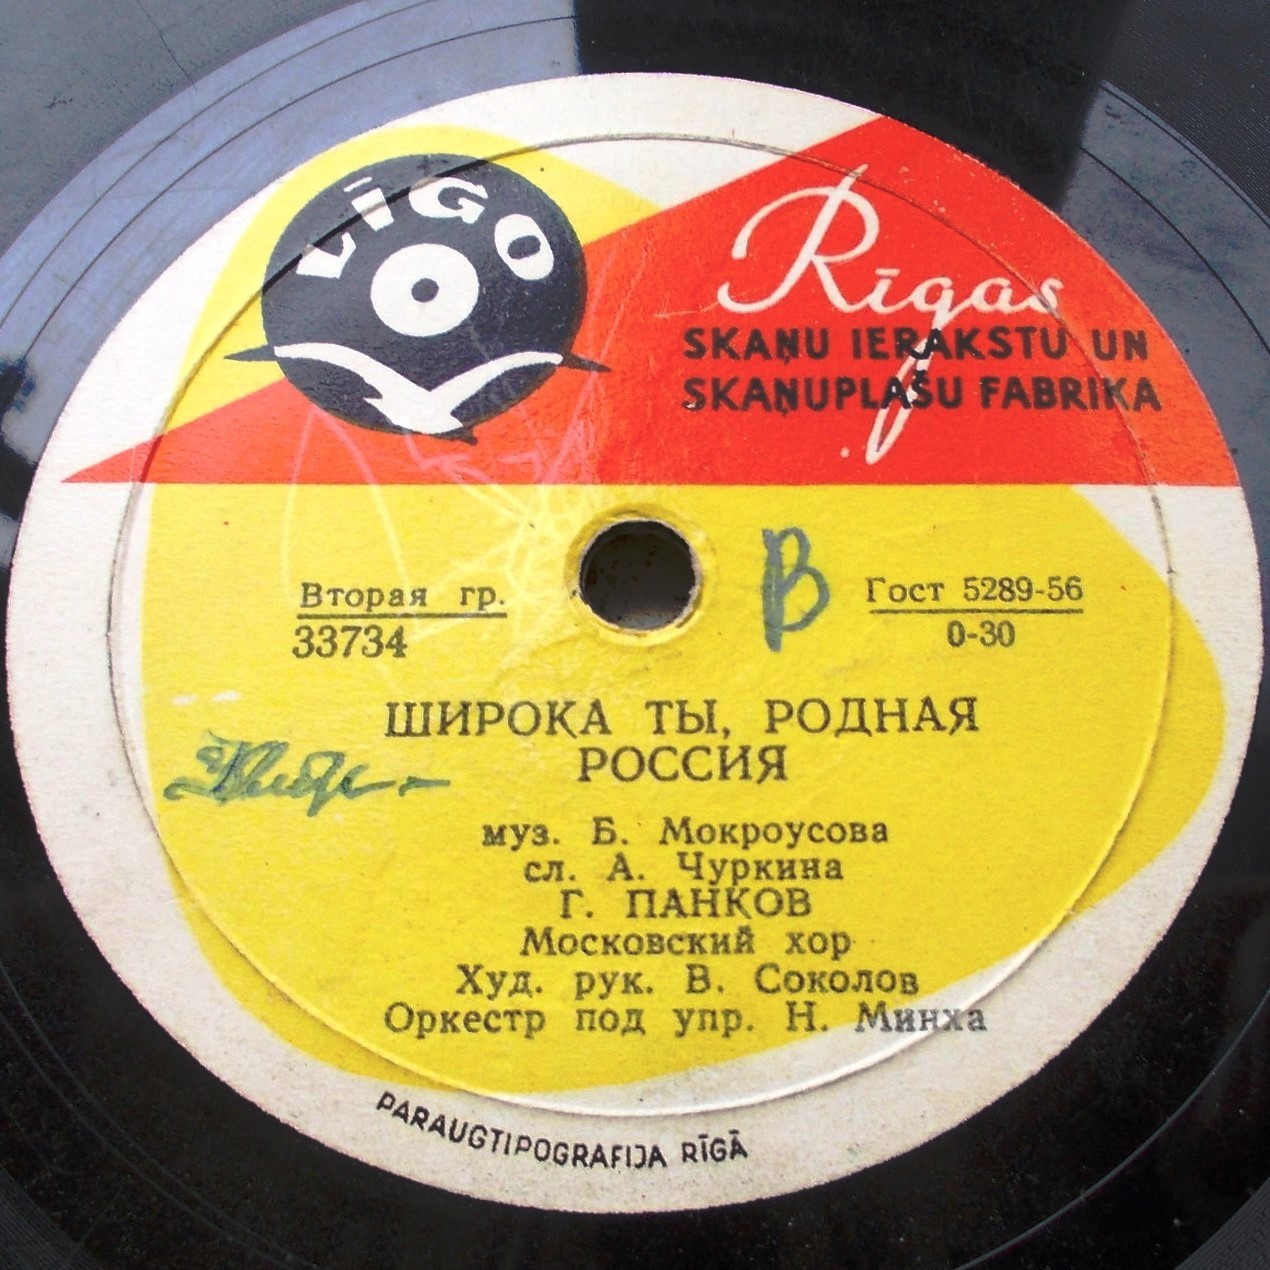 LĪGO
Rīgas
SKAŅU IERAKSTU UN
SKAŅUPLAŠU FABRIKA
Вторая гр.
33734
В
Гост 5289-56
0-30
ШИРОКА ТЫ, РОДНАЯ
РОССИЯ
муз. Б. Мокроусова
сл. А. Чуркина
Г. ПАНКОВ
Московский хор
Худ. рук. В. Соколов
Оркестр под упр. Н. Минха
PARAUGTIPOGRAFIJA RĪGĀ